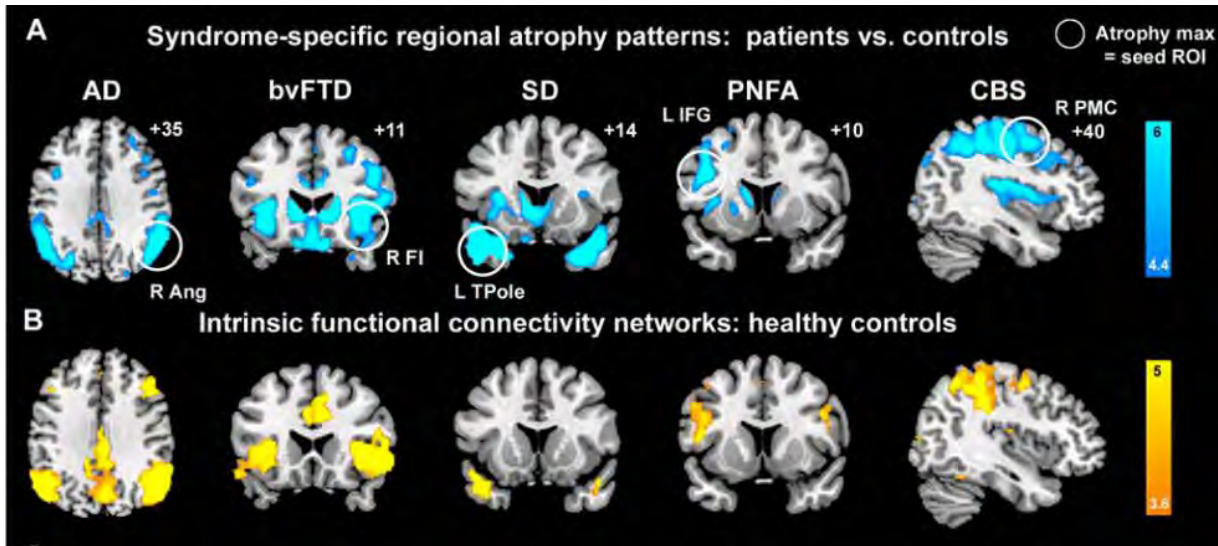 A Syndrome-specific regional atrophy patterns: patients vs. controls
Atrophy max
= seed ROI
AD bvFTD SD PNFA CBS
L IFG R PMC
+35 +11 +14 +10 +40
6
R FI
4.4
R Ang L TPole
B Intrinsic functional connectivity networks: healthy controls
5
3.6